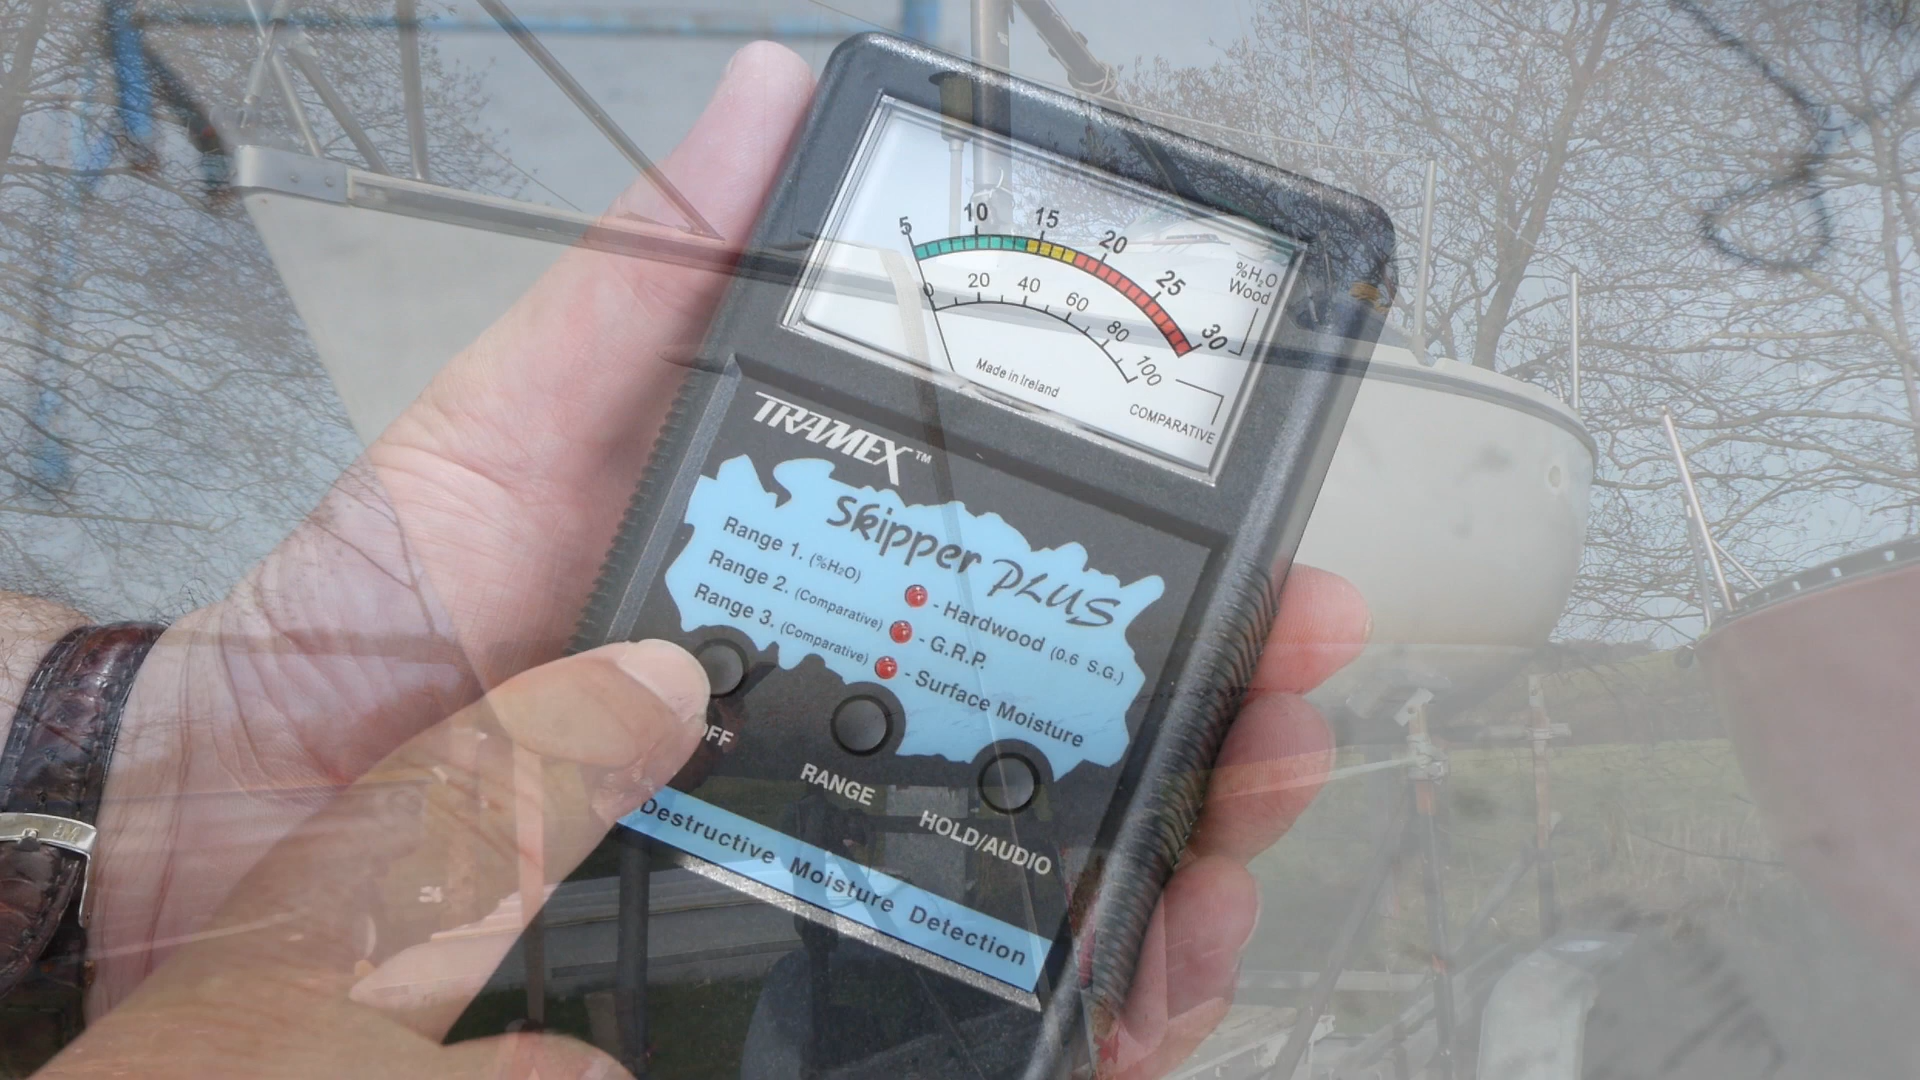 5 10 15 20 25 30
%H₂O
Wood
0 20 40 60 80 100
Made in Ireland
COMPARATIVE
TRAMEX™
Skipper PLUS
Range 1. (%H₂O) - Hardwood (0.6 S.G.)
Range 2. (Comparative) - G.R.P.
Range 3. (Comparative) - Surface Moisture
OFF
RANGE
HOLD/AUDIO
Destructive Moisture Detection